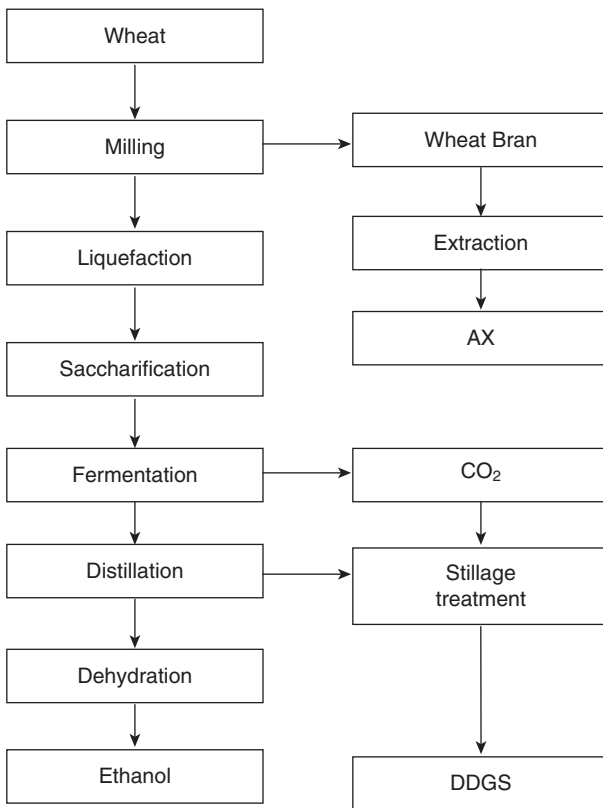 Wheat
Milling
Wheat Bran
Liquefaction
Extraction
Saccharification
AX
Fermentation
CO₂
Distillation
Stillage
treatment
Dehydration
Ethanol
DDGS